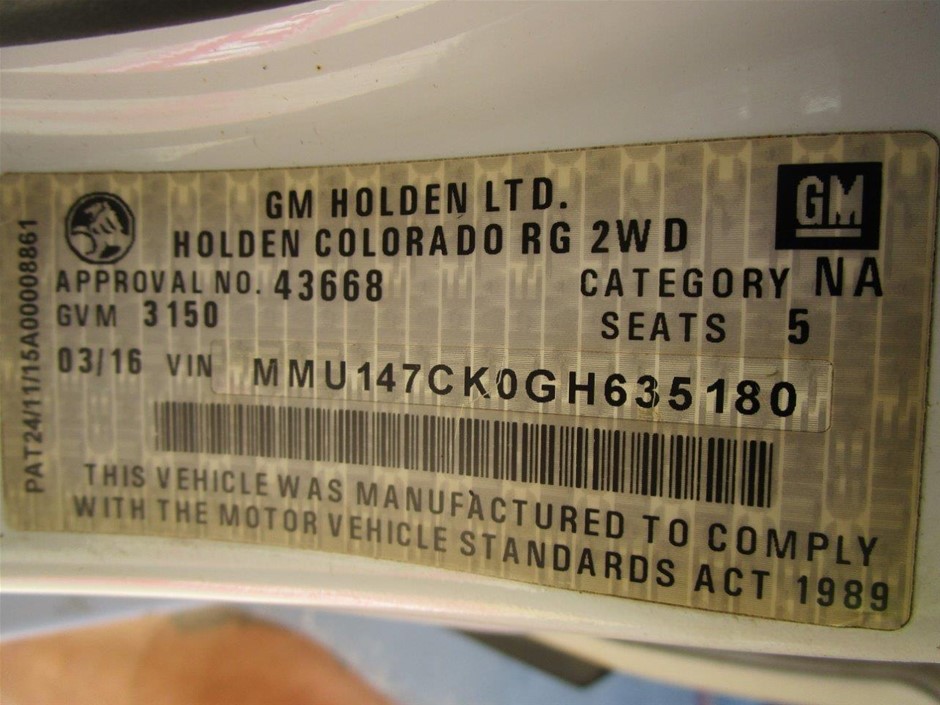 GM HOLDEN LTD.
HOLDEN COLORADO RG 2WD
GM
APPROVAL NO. 43668
CATEGORY NA
GVM 3150
SEATS 5
03/16 VIN MMU147CK0GH635180
THIS VEHICLE WAS MANUFACTURED TO COMPLY
WITH THE MOTOR VEHICLE STANDARDS ACT 1989
PAT24/11/15A00008861